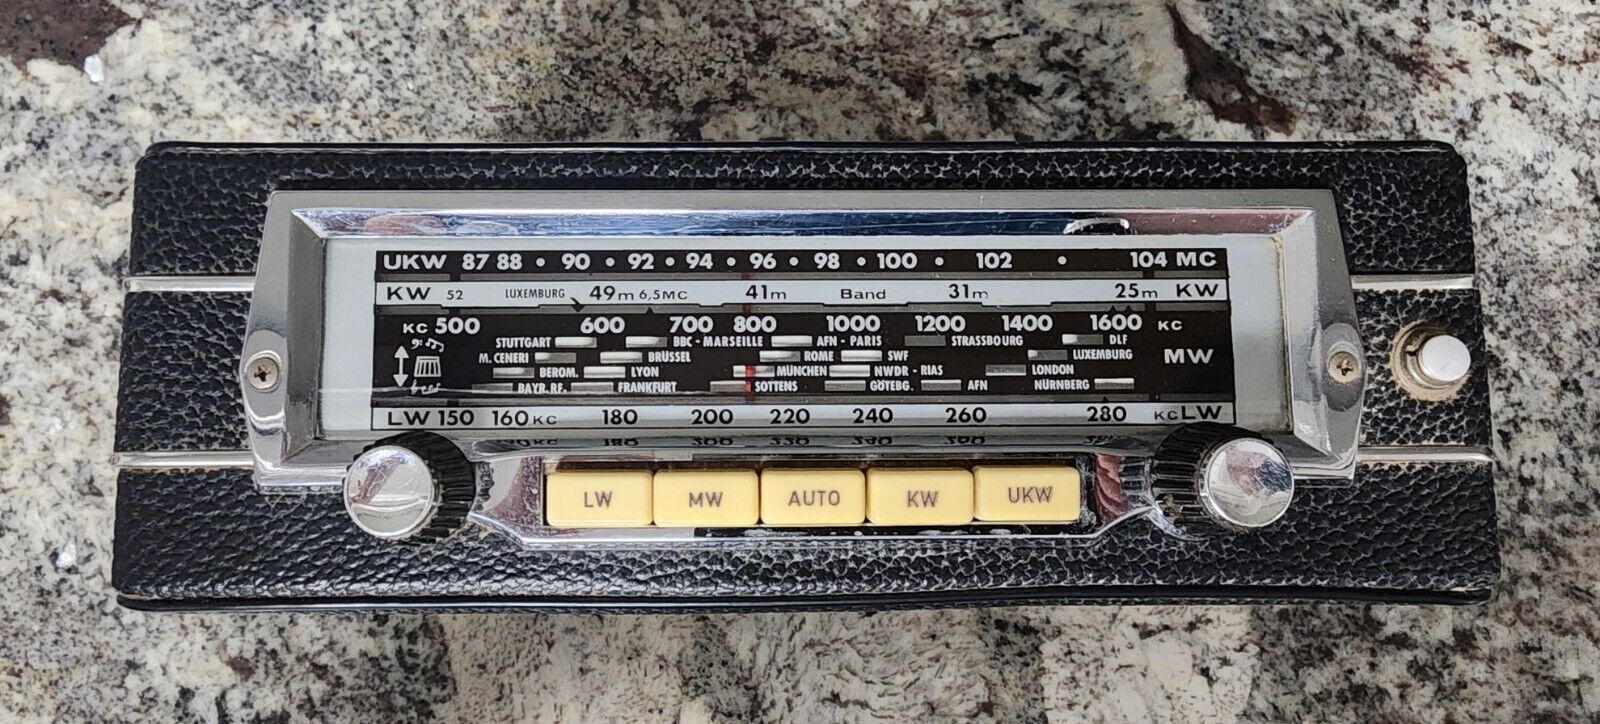 UKW 87 88 • 90 • 92 • 94 • 96 • 98 • 100 • 102 • 104 MC
KW 52 LUXEMBURG 49m 6,5MC 41m Band 31m 25m KW
KC 500 600 700 800 1000 1200 1400 1600 KC
STUTTGART BBC - MARSEILLE AFN - PARIS STRASSBOURG DLF
M. CENERI BRÜSSEL ROME SWF LUXEMBURG MW
BEROM. LYON MÜNCHEN NWDR - RIAS LONDON
BAYR. RF. FRANKFURT SOTTENS GÖTEBG. AFN NÜRNBERG
LW 150 160 KC 180 200 220 240 260 280 KC LW
LW MW AUTO KW UKW